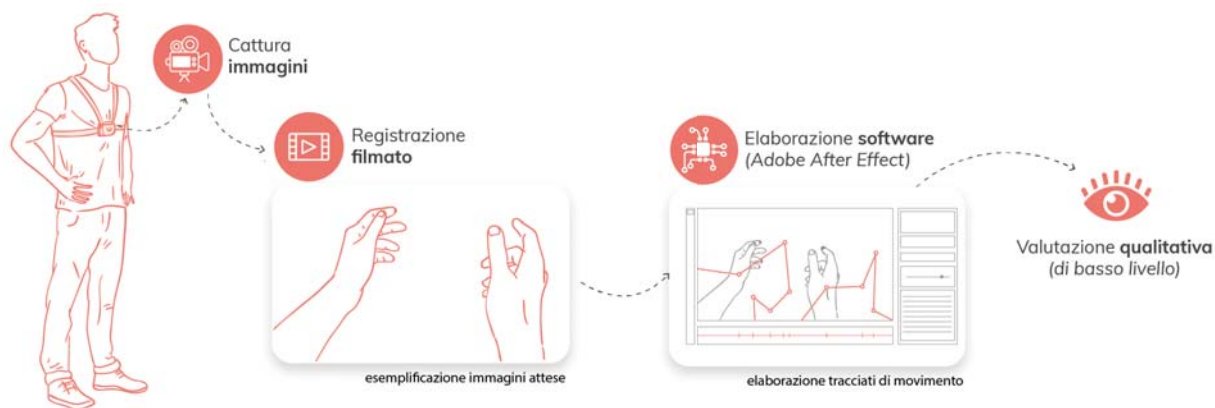 Cattura
immagini
Registrazione
filmato
Elaborazione software
(Adobe After Effect)
Valutazione qualitativa
(di basso livello)
esemplificazione immagini attese
elaborazione tracciati di movimento